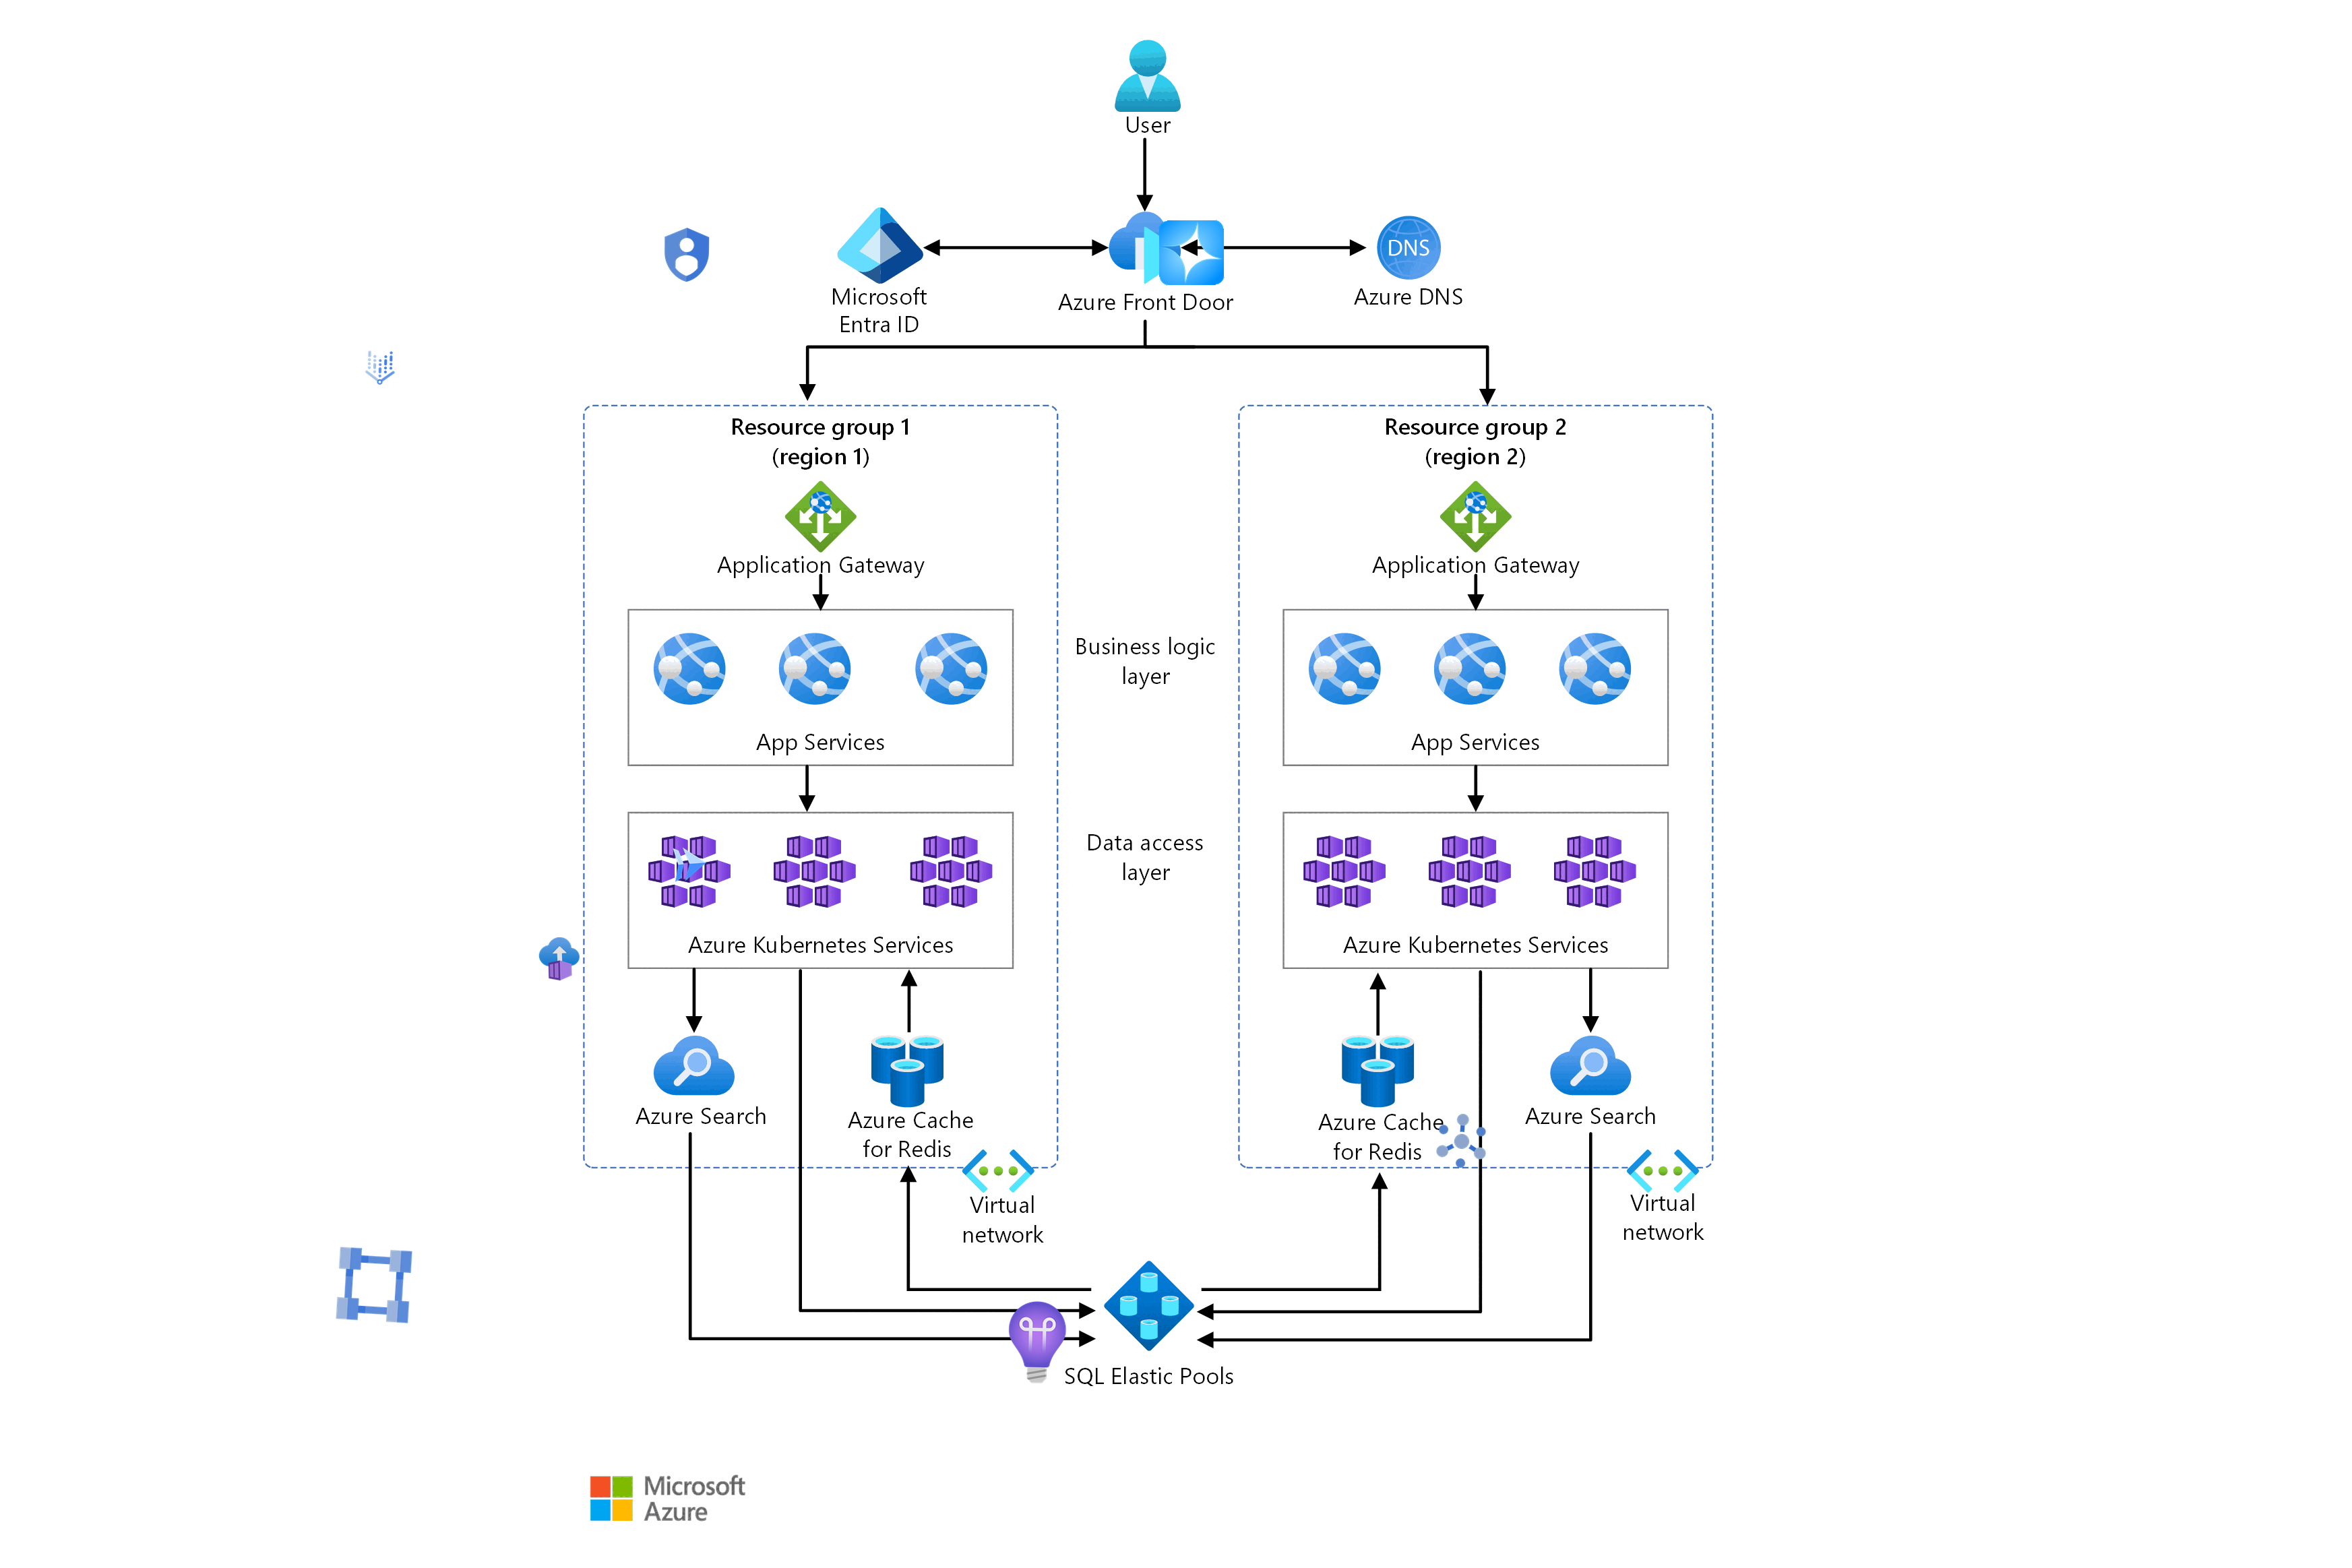 User
DNS
Microsoft
Entra ID
Azure Front Door
Azure DNS
Resource group 1
(region 1)
Resource group 2
(region 2)
Application Gateway
Application Gateway
Business logic
layer
App Services
App Services
Data access
layer
Azure Kubernetes Services
Azure Kubernetes Services
Azure Search
Azure Cache
for Redis
Azure Cache
for Redis
Azure Search
Virtual
network
Virtual
network
SQL Elastic Pools
Microsoft
Azure